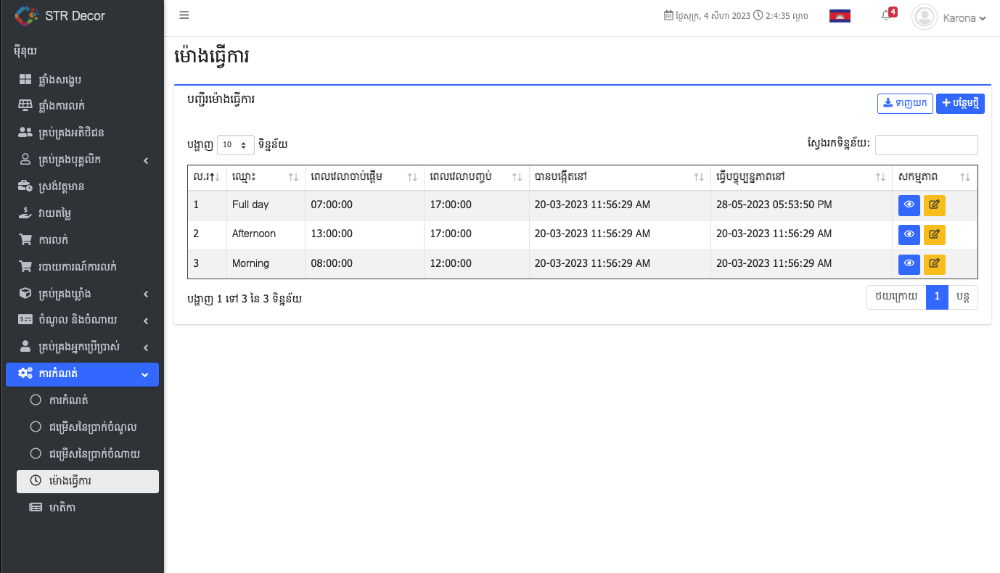 STR Decor
ថ្ងៃសុក្រ, 4 សីហា 2023 2:4:35 ល្ងាច
4
Karona
ម៉ឺនុយ
ផ្ទាំងសង្ខេប
ផ្ទាំងការលក់
គ្រប់គ្រងអតិថិជន
គ្រប់គ្រងបុគ្គលិក
ស្រង់វត្តមាន
វាយតម្លៃ
ការលក់
របាយការណ៍ការលក់
គ្រប់គ្រងឃ្លាំង
ចំណូល និងចំណាយ
គ្រប់គ្រងអ្នកប្រើប្រាស់
ការកំណត់
ការកំណត់
ជម្រើសនៃប្រាក់ចំណូល
ជម្រើសនៃប្រាក់ចំណាយ
ម៉ោងធ្វើការ
មាតិកា
ម៉ោងធ្វើការ
បញ្ជីរម៉ោងធ្វើការ
ទាញយក បន្ថែមថ្មី
បង្ហាញ 10 ទិន្នន័យ ស្វែងរកទិន្នន័យ:
ល.រ ឈ្មោះ ពេលវេលាចាប់ផ្តើម ពេលវេលាបញ្ចប់ បានបង្កើតនៅ ធ្វើបច្ចុប្បន្នភាពនៅ សកម្មភាព
1 Full day 07:00:00 17:00:00 20-03-2023 11:56:29 AM 28-05-2023 05:53:50 PM
2 Afternoon 13:00:00 17:00:00 20-03-2023 11:56:29 AM 20-03-2023 11:56:29 AM
3 Morning 08:00:00 12:00:00 20-03-2023 11:56:29 AM 20-03-2023 11:56:29 AM
បង្ហាញ 1 ទៅ 3 នៃ 3 ទិន្នន័យ
ថយក្រោយ 1 បន្ត